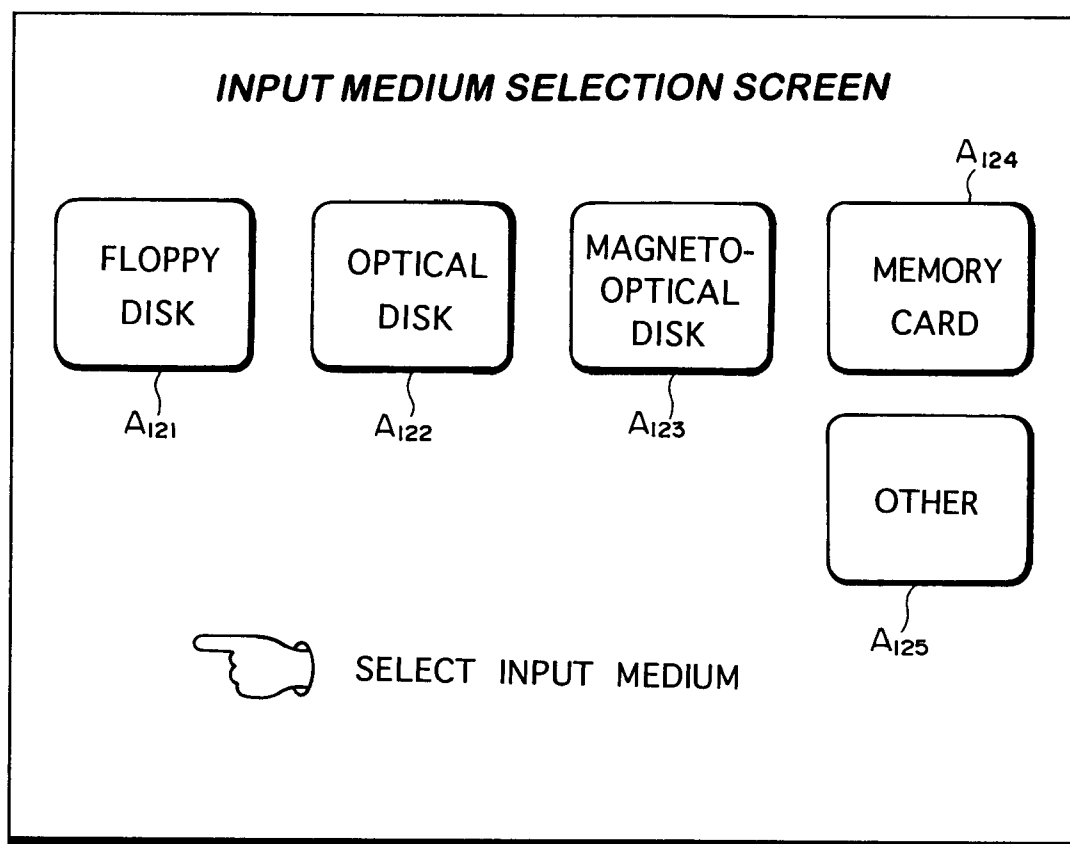 INPUT MEDIUM SELECTION SCREEN
A124
FLOPPY
DISK
OPTICAL
DISK
MAGNETO-
OPTICAL
DISK
MEMORY
CARD
A121
A122
A123
OTHER
A125
SELECT INPUT MEDIUM